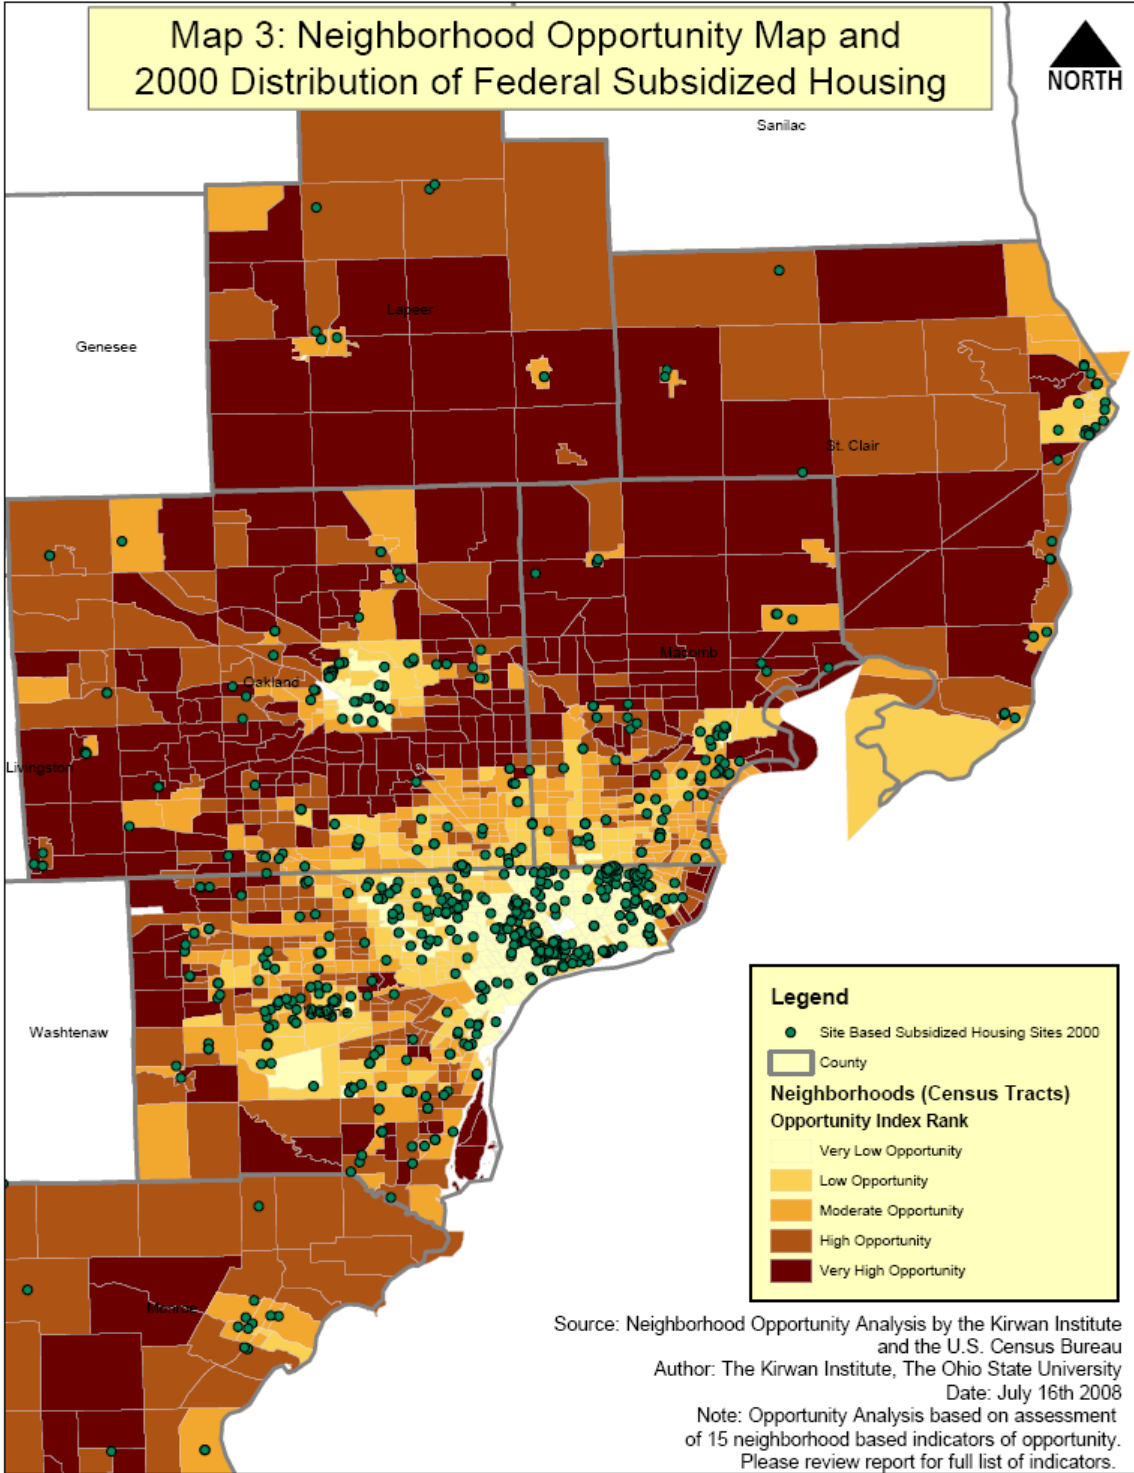 Map 3: Neighborhood Opportunity Map and
2000 Distribution of Federal Subsidized Housing
NORTH
Sanilac
Lapeer
Genesee
St. Clair
Macomb
Oakland
Livingston
Wayne
Washtenaw
Monroe
Legend
Site Based Subsidized Housing Sites 2000
County
Neighborhoods (Census Tracts)
Opportunity Index Rank
Very Low Opportunity
Low Opportunity
Moderate Opportunity
High Opportunity
Very High Opportunity
Source: Neighborhood Opportunity Analysis by the Kirwan Institute
and the U.S. Census Bureau
Author: The Kirwan Institute, The Ohio State University
Date: July 16th 2008
Note: Opportunity Analysis based on assessment
of 15 neighborhood based indicators of opportunity.
Please review report for full list of indicators.